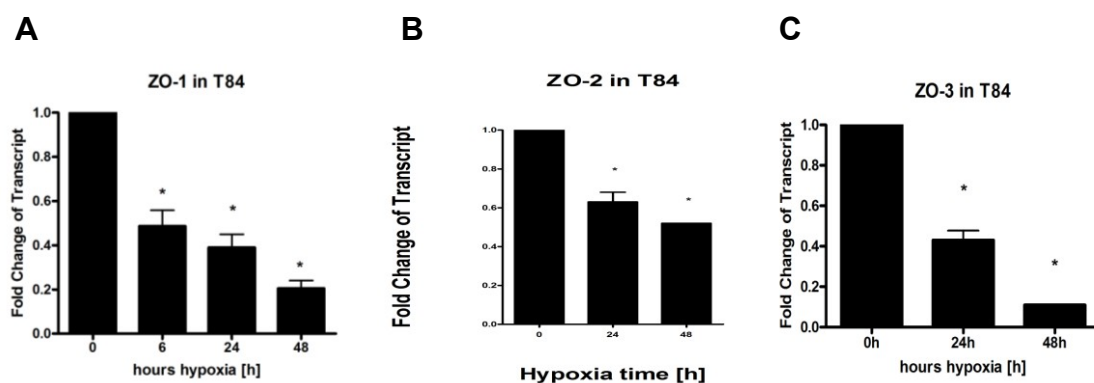 A
ZO-1 in T84
Fold Change of Transcript
1.0
0.8
0.6
0.4
0.2
0.0
*
*
*
0 6 24 48
hours hypoxia [h]
B
ZO-2 in T84
Fold Change of Transcript
1.0
0.8
0.6
0.4
0.2
0.0
*
*
0 24 48
Hypoxia time [h]
C
ZO-3 in T84
Fold Change of Transcript
1.0
0.8
0.6
0.4
0.2
0.0
*
*
0h 24h 48h
hours hypoxia [h]